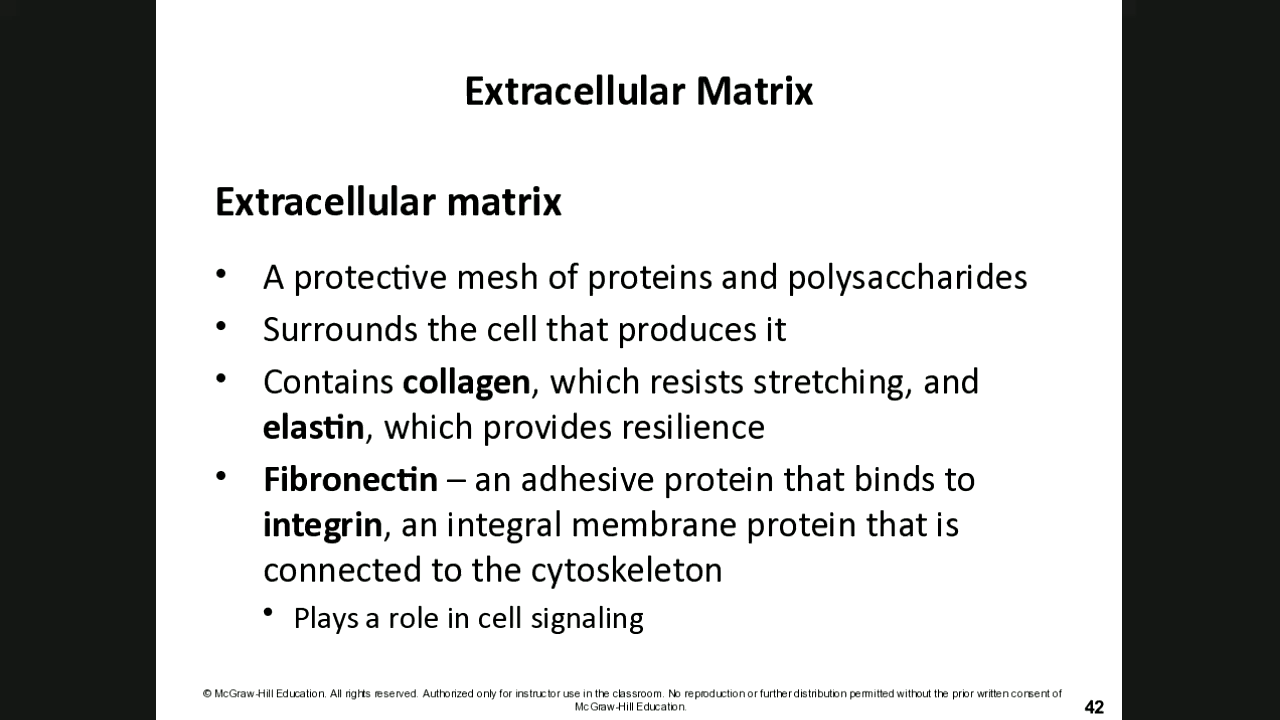 Extracellular Matrix
Extracellular matrix
• A protective mesh of proteins and polysaccharides
• Surrounds the cell that produces it
• Contains collagen, which resists stretching, and
elastin, which provides resilience
• Fibronectin – an adhesive protein that binds to
integrin, an integral membrane protein that is
connected to the cytoskeleton
• Plays a role in cell signaling
© McGraw-Hill Education. All rights reserved. Authorized only for instructor use in the classroom. No reproduction or further distribution permitted without the prior written consent of
McGraw-Hill Education.
42